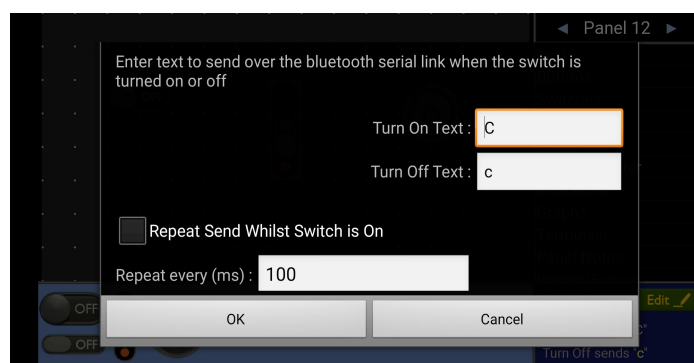 ◄ Panel 12 ►
Enter text to send over the bluetooth serial link when the switch is
turned on or off
Turn On Text : C
Turn Off Text : c
Repeat Send Whilst Switch is On
Repeat every (ms) : 100
OK
Cancel
OFF
Edit
OFF
Turn Off sends "c"